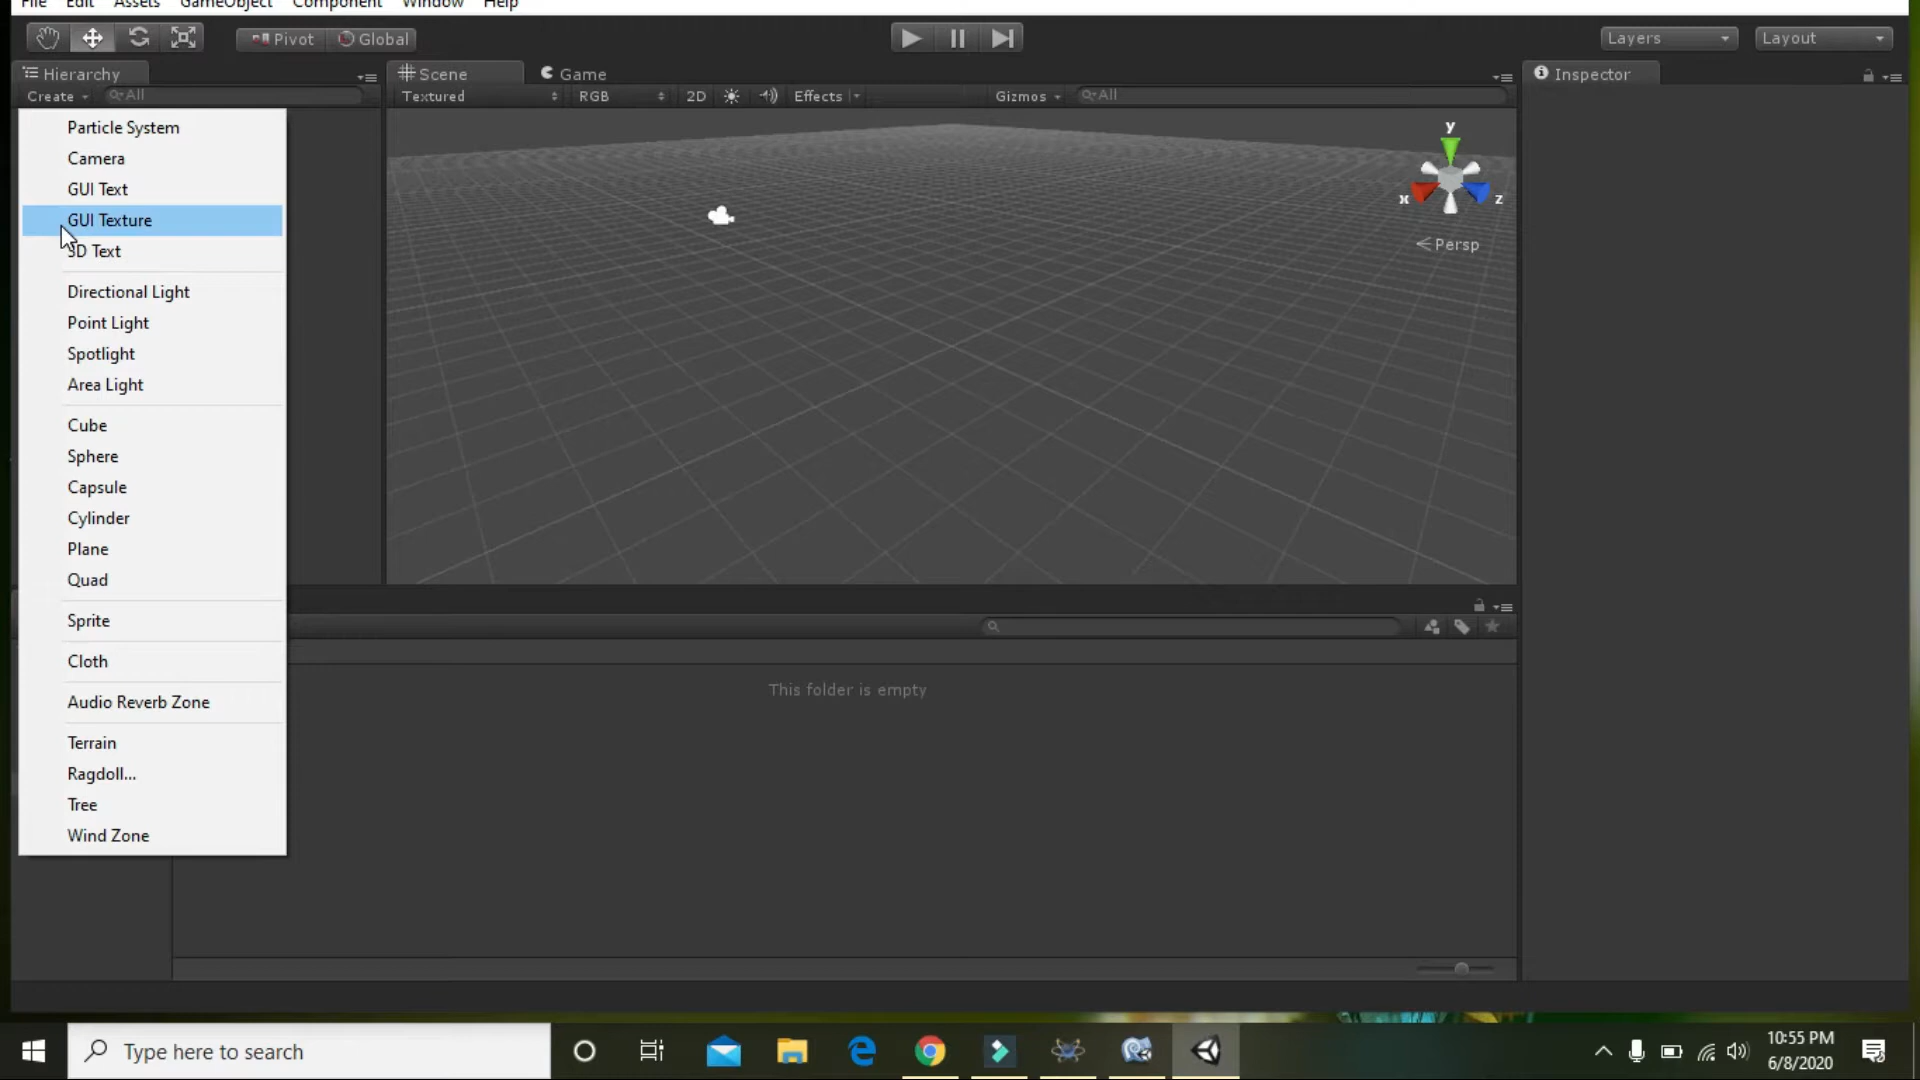 File Edit Assets GameObject Component Window Help
Pivot Global Layers Layout
Hierarchy Scene Game Inspector
Create All Textured RGB 2D Effects Gizmos All
Particle System
Camera
GUI Text
GUI Texture
3D Text
Directional Light
Point Light
Spotlight
Area Light
Cube
Sphere
Capsule
Cylinder
Plane
Quad
Sprite
Cloth
Audio Reverb Zone
Terrain
Ragdoll...
Tree
Wind Zone
y
x z
Persp
This folder is empty
Type here to search
10:55 PM
6/8/2020